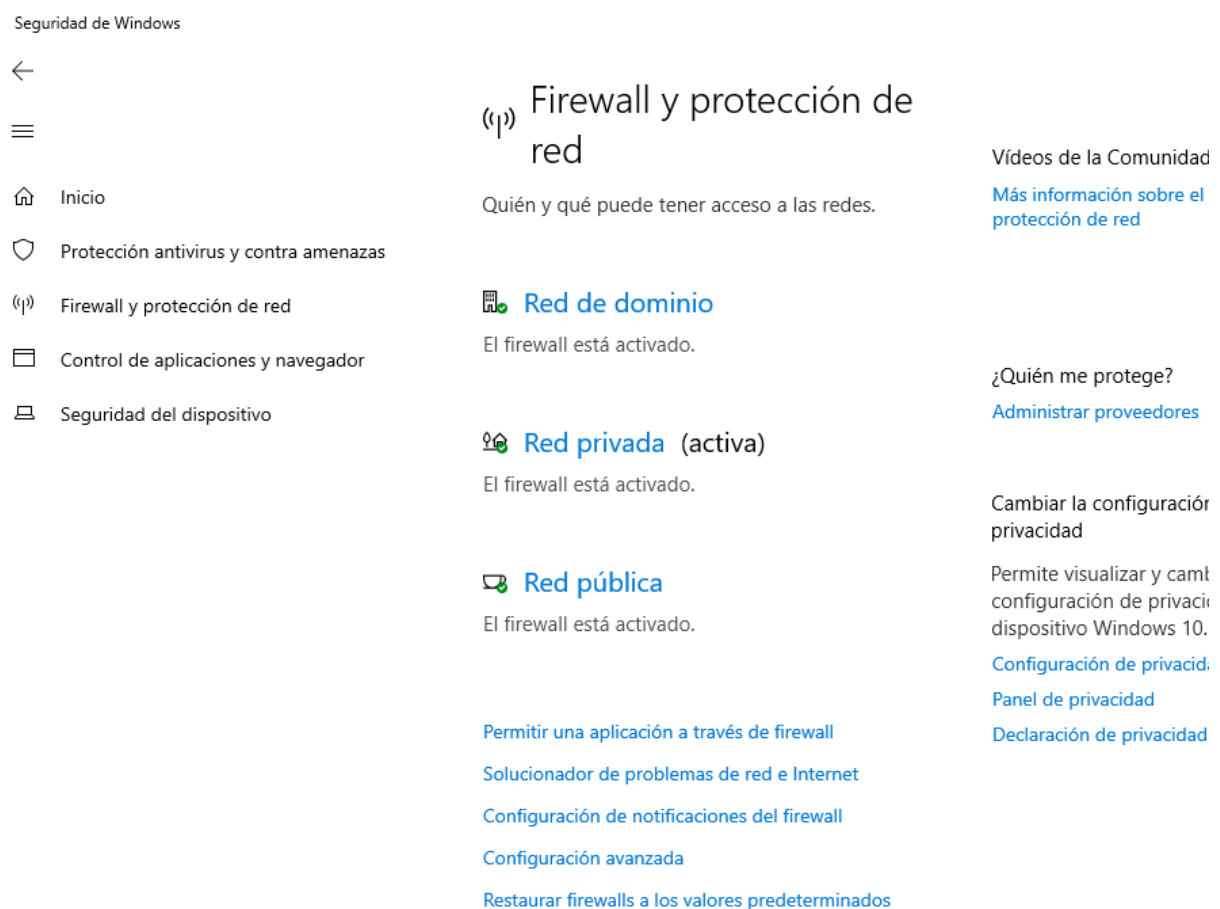 Seguridad de Windows
Inicio
Protección antivirus y contra amenazas
Firewall y protección de red
Control de aplicaciones y navegador
Seguridad del dispositivo
Firewall y protección de
red
Quién y qué puede tener acceso a las redes.
Red de dominio
El firewall está activado.
Red privada (activa)
El firewall está activado.
Red pública
El firewall está activado.
Permitir una aplicación a través de firewall
Solucionador de problemas de red e Internet
Configuración de notificaciones del firewall
Configuración avanzada
Restaurar firewalls a los valores predeterminados
Vídeos de la Comunidad
Más información sobre el
protección de red
¿Quién me protege?
Administrar proveedores
Cambiar la configuración
privacidad
Permite visualizar y camb
configuración de privaci
dispositivo Windows 10.
Configuración de privacida
Panel de privacidad
Declaración de privacidad